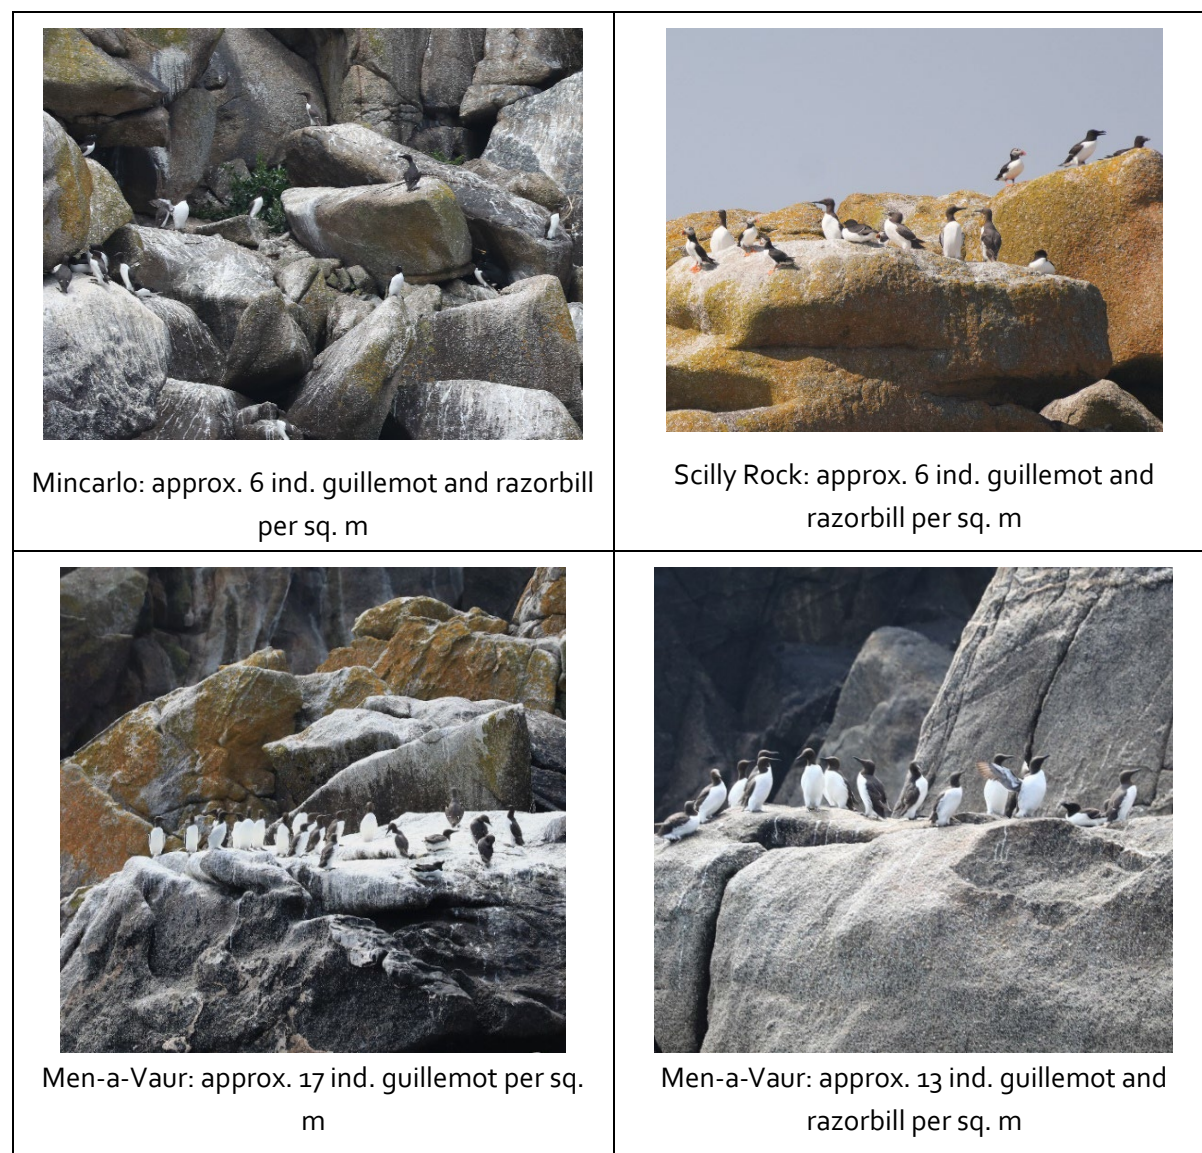 Mincarlo: approx. 6 ind. guillemot and razorbill
per sq. m
Scilly Rock: approx. 6 ind. guillemot and
razorbill per sq. m
Men-a-Vaur: approx. 17 ind. guillemot per sq.
m
Men-a-Vaur: approx. 13 ind. guillemot and
razorbill per sq. m